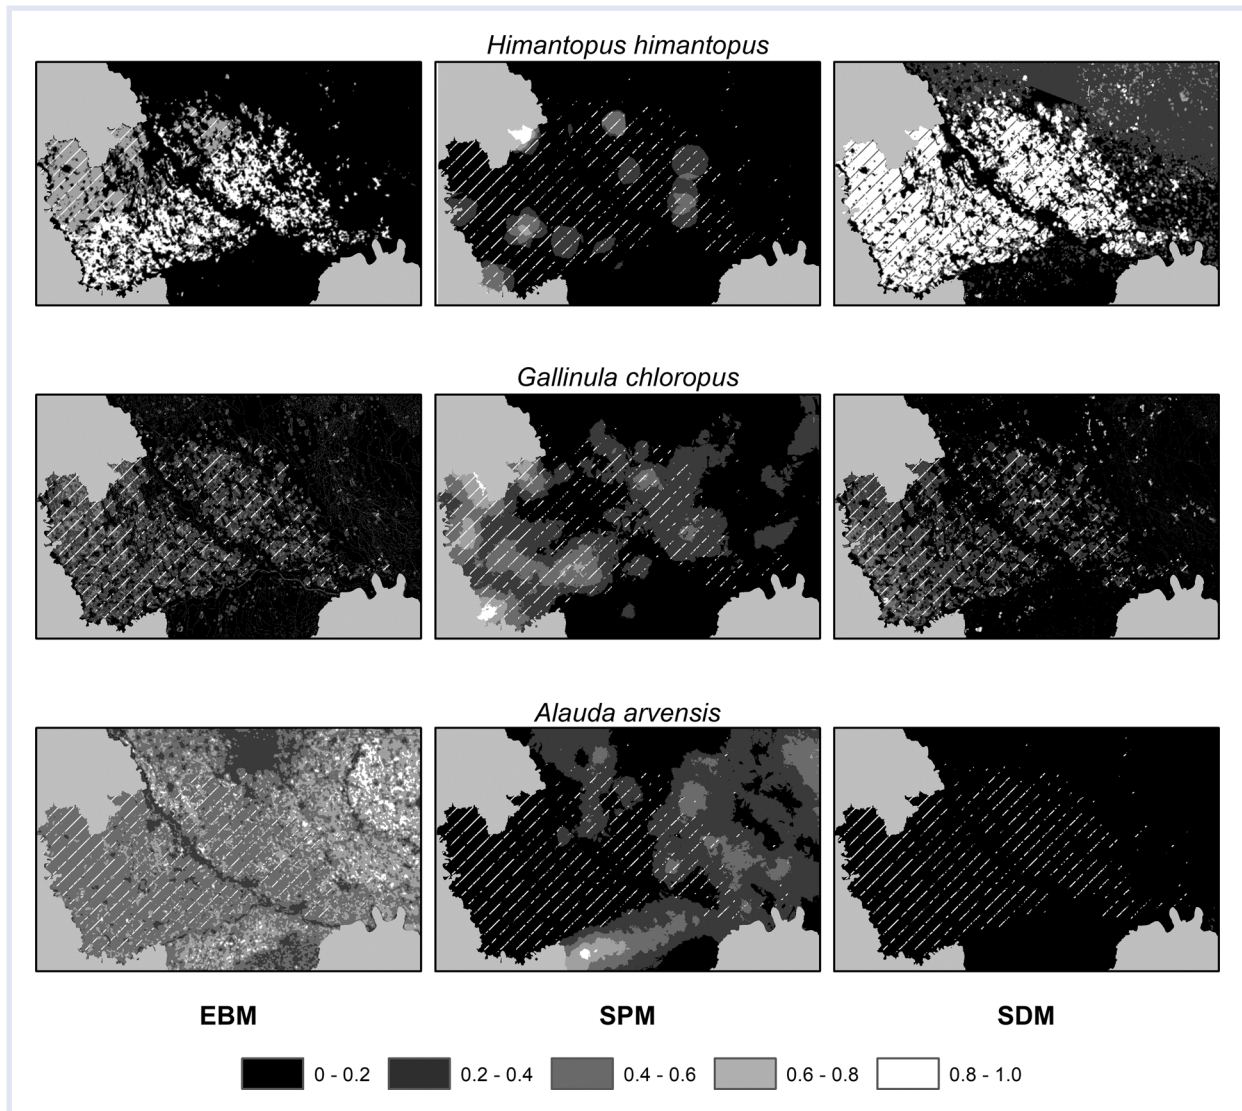 Himantopus himantopus
Gallinula chloropus
Alauda arvensis
EBM SPM SDM
0 - 0.2 0.2 - 0.4 0.4 - 0.6 0.6 - 0.8 0.8 - 1.0